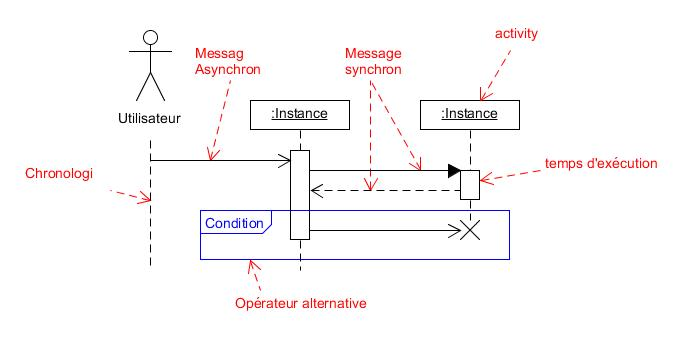 activity
Messag
Asynchron
Message
synchron
:Instance
:Instance
Utilisateur
temps d'exécution
Chronologi
Condition
Opérateur alternative